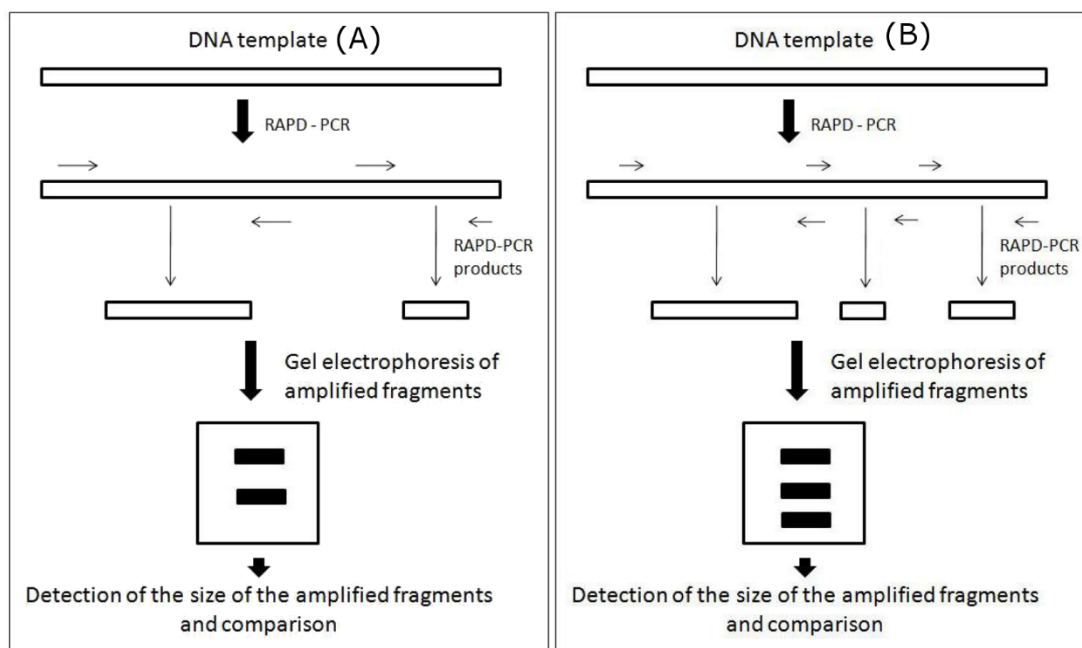 DNA template (A)
RAPD - PCR
RAPD-PCR
products
Gel electrophoresis of
amplified fragments
Detection of the size of the amplified fragments
and comparison
DNA template (B)
RAPD - PCR
RAPD-PCR
products
Gel electrophoresis of
amplified fragments
Detection of the size of the amplified fragments
and comparison